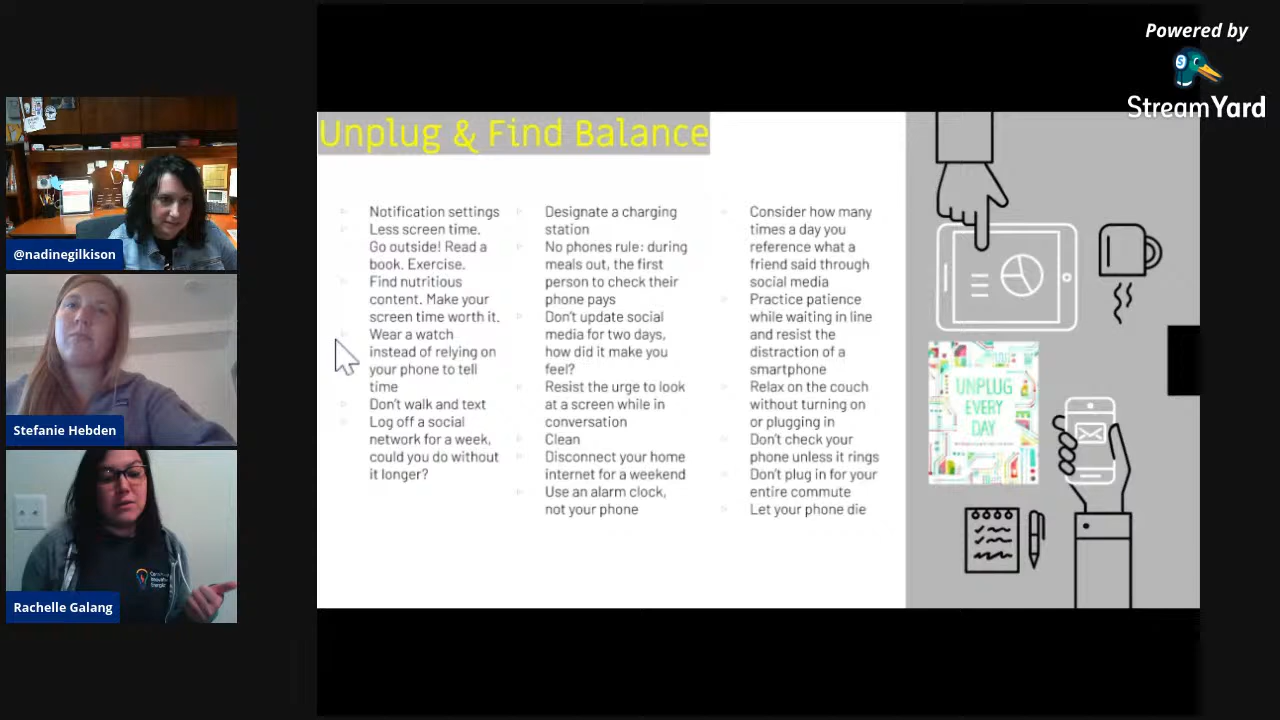 Powered by
StreamYard
@nadinegilkison
Stefanie Hebden
Rachelle Galang
Unplug & Find Balance
Notification settings
Less screen time.
Go outside! Read a
book. Exercise.
Find nutritious
content. Make your
screen time worth it.
Wear a watch
instead of relying on
your phone to tell
time
Don't walk and text
Log off a social
network for a week,
could you do without
it longer?
Designate a charging
station
No phones rule: during
meals out, the first
person to check their
phone pays
Don't update social
media for two days,
how did it make you
feel?
Resist the urge to look
at a screen while in
conversation
Clean
Disconnect your home
internet for a weekend
Use an alarm clock,
not your phone
Consider how many
times a day you
reference what a
friend said through
social media
Practice patience
while waiting in line
and resist the
distraction of a
smartphone
Relax on the couch
without turning on
or plugging in
Don't check your
phone unless it rings
Don't plug in for your
entire commute
Let your phone die
UNPLUG
EVERY
DAY